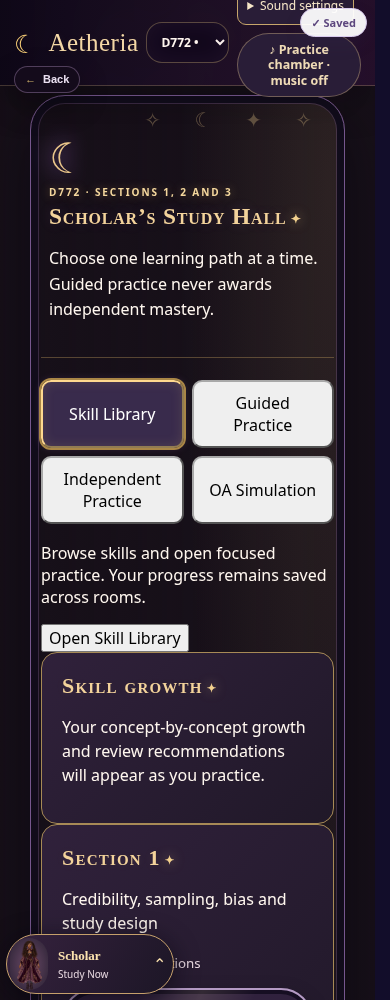 ▶ Sound settings
✓ Saved
☾ Aetheria
D772 •
♪ Practice
chamber ·
music off
← Back
D772 · SECTIONS 1, 2 AND 3
Scholar's Study Hall ✦
Choose one learning path at a time.
Guided practice never awards
independent mastery.
Skill Library
Guided
Practice
Independent
Practice
OA Simulation
Browse skills and open focused
practice. Your progress remains saved
across rooms.
Open Skill Library
Skill growth ✦
Your concept-by-concept growth
and review recommendations
will appear as you practice.
Section 1 ✦
Credibility, sampling, bias and
study design
Scholar
Study Now